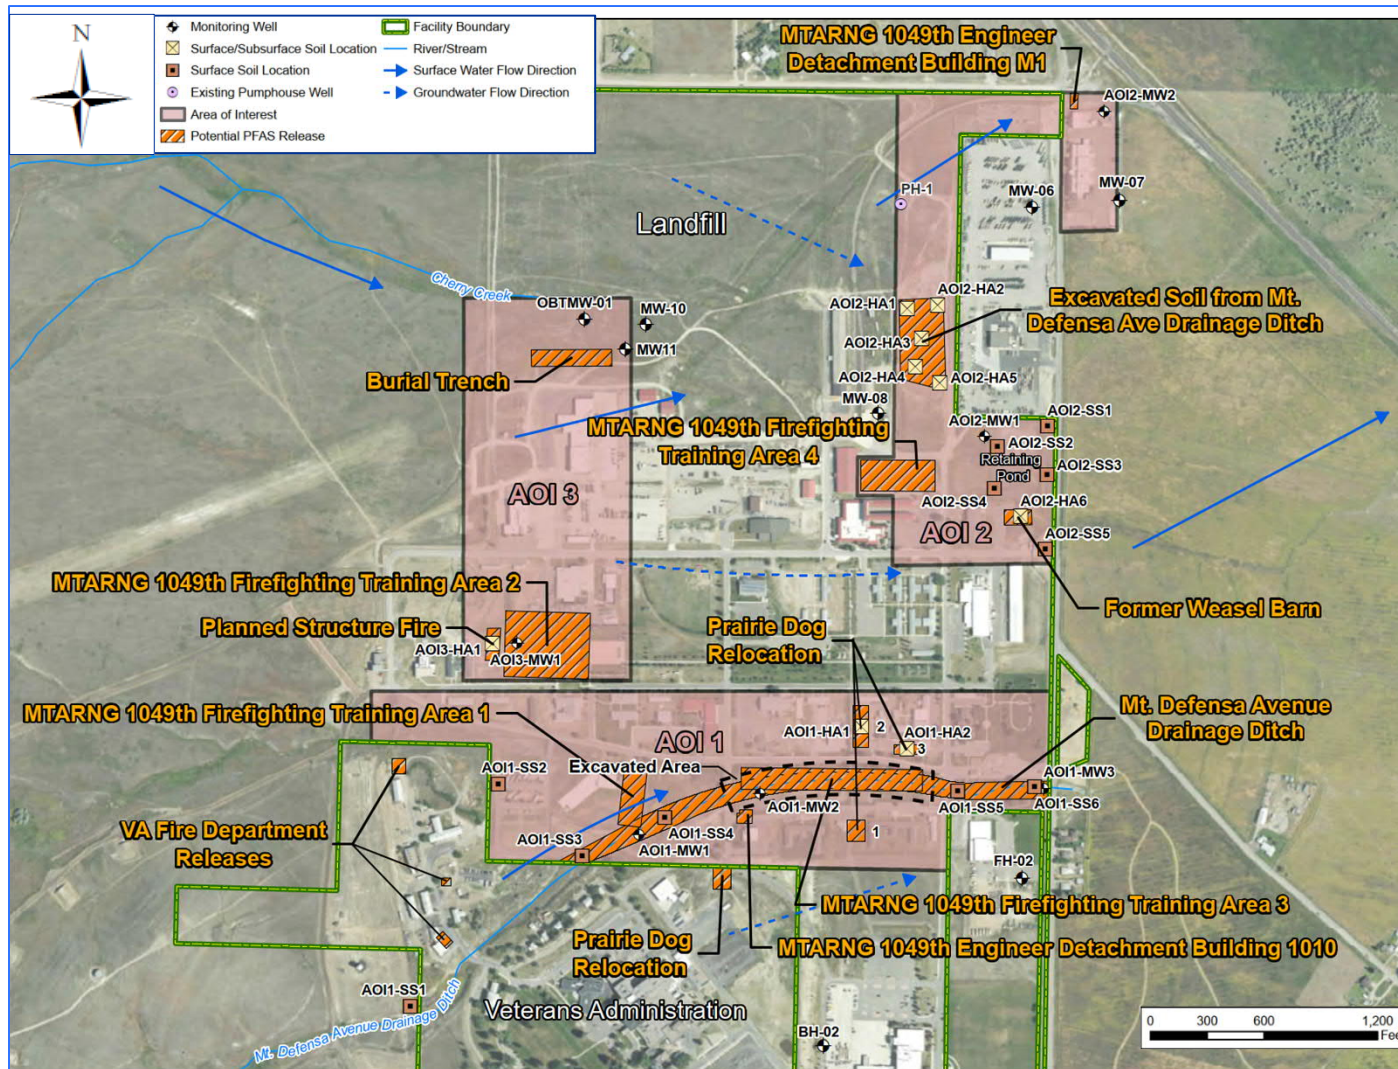 N
Monitoring Well
Surface/Subsurface Soil Location
Surface Soil Location
Existing Pumphouse Well
Area of Interest
Potential PFAS Release
Facility Boundary
River/Stream
Surface Water Flow Direction
Groundwater Flow Direction
MTARNG 1049th Engineer
Detachment Building M1
AOI2-MW2
PH-1
MW-06
MW-07
Landfill
Cherry Creek
OBTMW-01
MW-10
MW11
Burial Trench
AOI2-HA1
AOI2-HA2
AOI2-HA3
AOI2-HA4
AOI2-HA5
Excavated Soil from Mt.
Defensa Ave Drainage Ditch
MW-08
MTARNG 1049th Firefighting
Training Area 4
AOI2-MW1
AOI2-SS1
AOI2-SS2
Retaining
Pond
AOI2-SS3
AOI2-SS4
AOI2-HA6
AOI2-SS5
AOI 3
AOI 2
Former Weasel Barn
MTARNG 1049th Firefighting Training Area 2
Planned Structure Fire
AOI3-HA1
AOI3-MW1
Prairie Dog
Relocation
MTARNG 1049th Firefighting Training Area 1
AOI 1
AOI1-HA1
2
AOI1-HA2
3
Mt. Defensa Avenue
Drainage Ditch
Excavated Area
AOI1-SS2
AOI1-MW3
AOI1-MW2
AOI1-SS5
AOI1-SS6
VA Fire Department
Releases
AOI1-SS3
AOI1-SS4
AOI1-MW1
1
FH-02
MTARNG 1049th Firefighting Training Area 3
Prairie Dog
Relocation
MTARNG 1049th Engineer Detachment Building 1010
AOI1-SS1
Mt. Defensa Avenue Drainage Ditch
Veterans Administration
BH-02
0 300 600 1,200
Fee